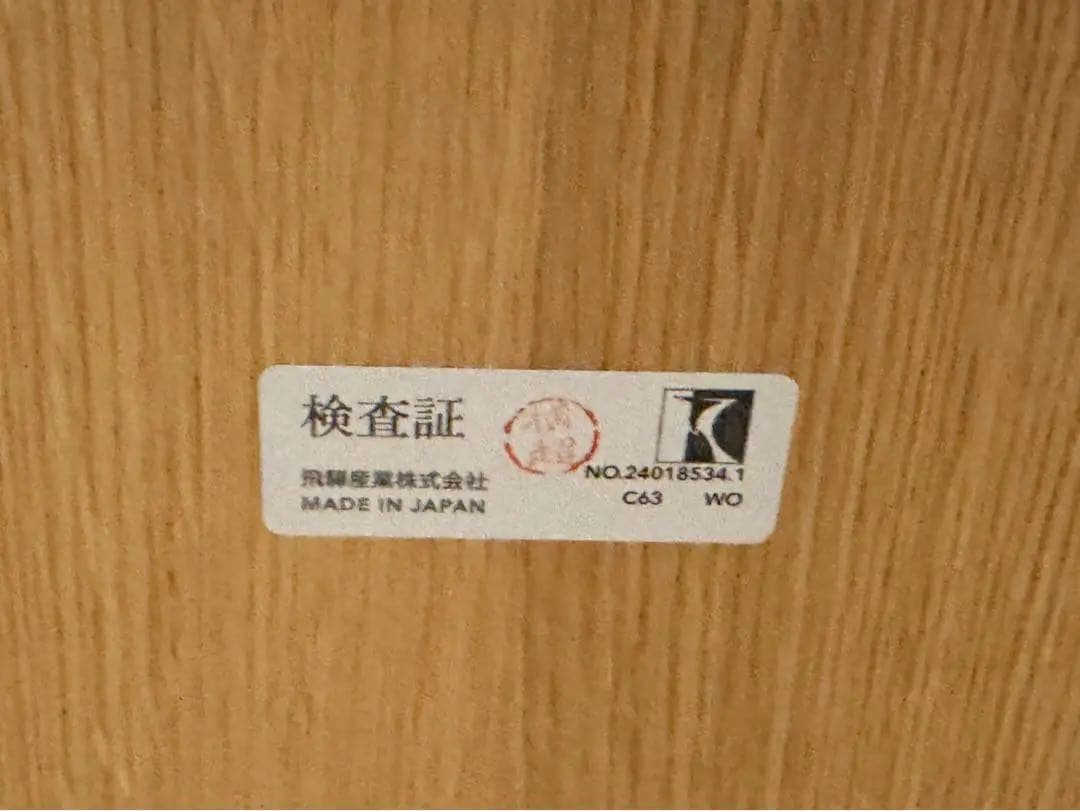 検査証
飛騨産業株式会社
MADE IN JAPAN
NO.24018534.1
C63 WO